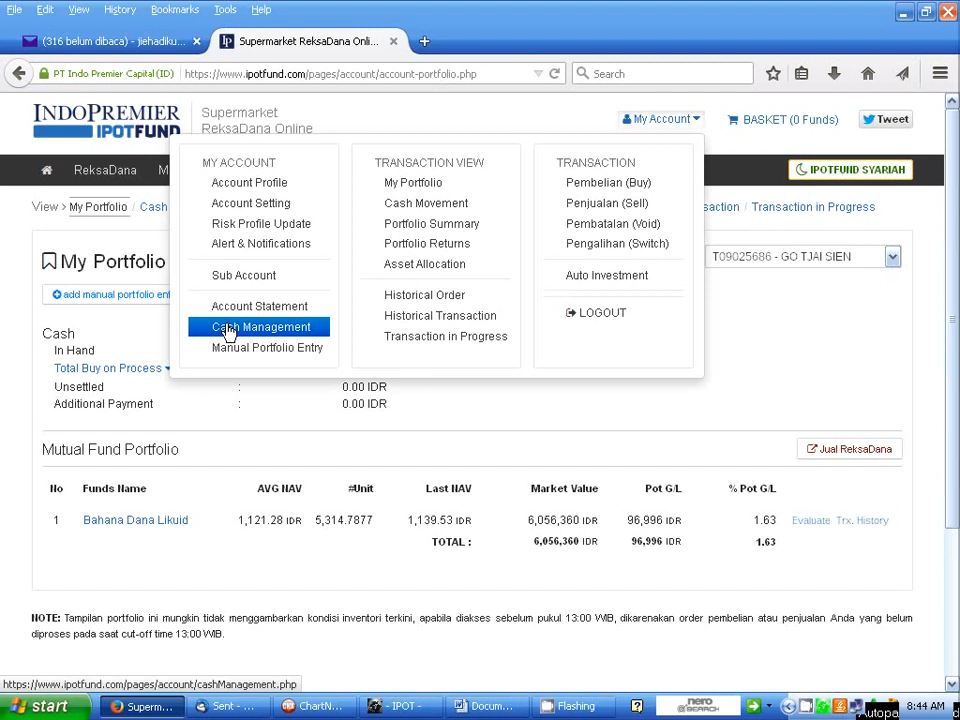 File Edit View History Bookmarks Tools Help
(316 belum dibaca) - jiehadiku...
Supermarket ReksaDana Onli...
PT Indo Premier Capital (ID) https://www.ipotfund.com/pages/account/account-portfolio.php Search
INDOPREMIER
IPOTFUND
Supermarket
ReksaDana Online
My Account BASKET (0 Funds) Tweet
ReksaDana M IPOTFUND SYARIAH
MY ACCOUNT
Account Profile
Account Setting
Risk Profile Update
Alert & Notifications
Sub Account
Account Statement
Cash Management
Manual Portfolio Entry
TRANSACTION VIEW
My Portfolio
Cash Movement
Portfolio Summary
Portfolio Returns
Asset Allocation
Historical Order
Historical Transaction
Transaction in Progress
TRANSACTION
Pembelian (Buy)
Penjualan (Sell)
Pembatalan (Void)
Pengalihan (Switch)
Auto Investment
LOGOUT
View > My Portfolio / Cash saction / Transaction in Progress
My Portfolio T09025686 - GO TJAI SIEN
add manual portfolio ent
Cash
In Hand
Total Buy on Process
Unsettled : 0.00 IDR
Additional Payment : 0.00 IDR
Mutual Fund Portfolio Jual ReksaDana
No Funds Name AVG NAV #Unit Last NAV Market Value Pot G/L % Pot G/L
1 Bahana Dana Likuid 1,121.28 IDR 5,314.7877 1,139.53 IDR 6,056,360 IDR 96,996 IDR 1.63 Evaluate Trx. History
TOTAL : 6,056,360 IDR 96,996 IDR 1.63
NOTE: Tampilan portfolio ini mungkin tidak menggambarkan kondisi inventori terkini, apabila diakses sebelum pukul 13:00 WIB, dikarenakan order pembelian atau penjualan Anda yang belum
diproses pada saat cut-off time 13:00 WIB.
https://www.ipotfund.com/pages/account/cashManagement.php
start Superm... Sent - ... ChartN... - IPOT - Docum... Flashing nero SEARCH 8:44 AM
Autopa